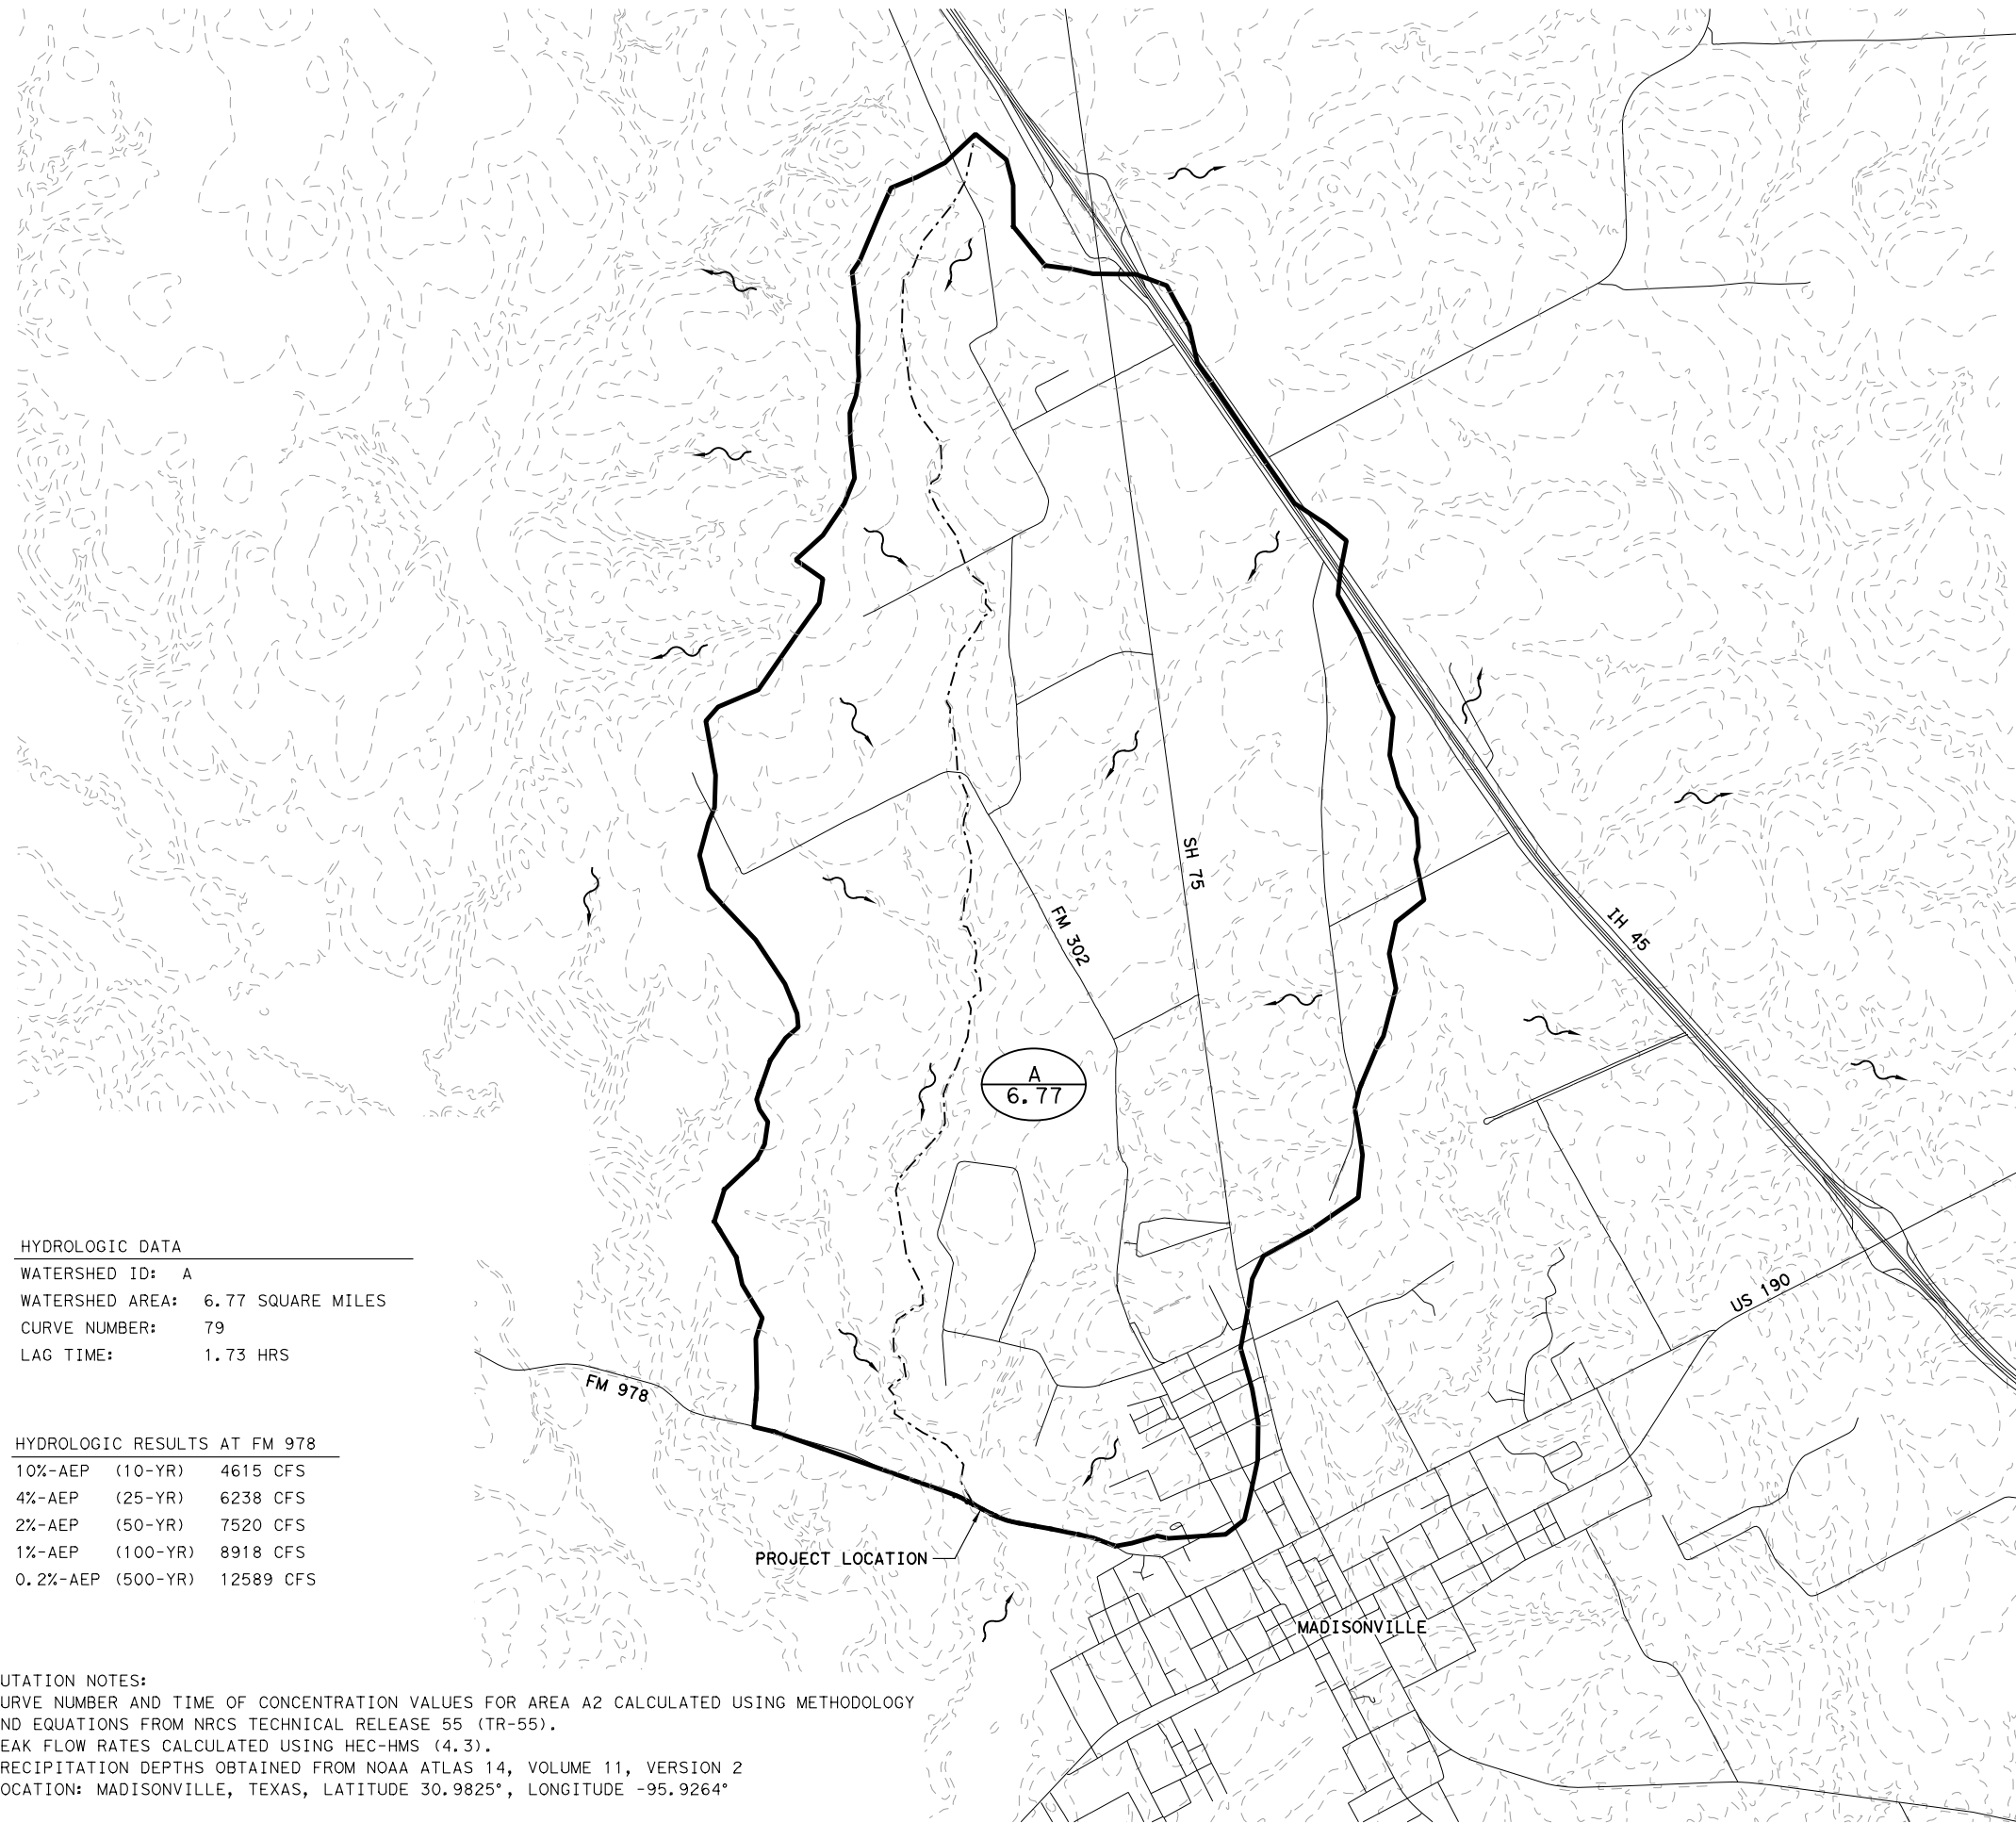 SH 75
FM 302
IH 45
A
6.77
US 190
FM 978
HYDROLOGIC DATA
WATERSHED ID: A
WATERSHED AREA: 6.77 SQUARE MILES
CURVE NUMBER: 79
LAG TIME: 1.73 HRS
HYDROLOGIC RESULTS AT FM 978
10%-AEP (10-YR) 4615 CFS
4%-AEP (25-YR) 6238 CFS
2%-AEP (50-YR) 7520 CFS
1%-AEP (100-YR) 8918 CFS
0.2%-AEP (500-YR) 12589 CFS
PROJECT LOCATION
MADISONVILLE
UTATION NOTES:
URVE NUMBER AND TIME OF CONCENTRATION VALUES FOR AREA A2 CALCULATED USING METHODOLOGY
ND EQUATIONS FROM NRCS TECHNICAL RELEASE 55 (TR-55).
EAK FLOW RATES CALCULATED USING HEC-HMS (4.3).
RECIPITATION DEPTHS OBTAINED FROM NOAA ATLAS 14, VOLUME 11, VERSION 2
OCATION: MADISONVILLE, TEXAS, LATITUDE 30.9825°, LONGITUDE -95.9264°